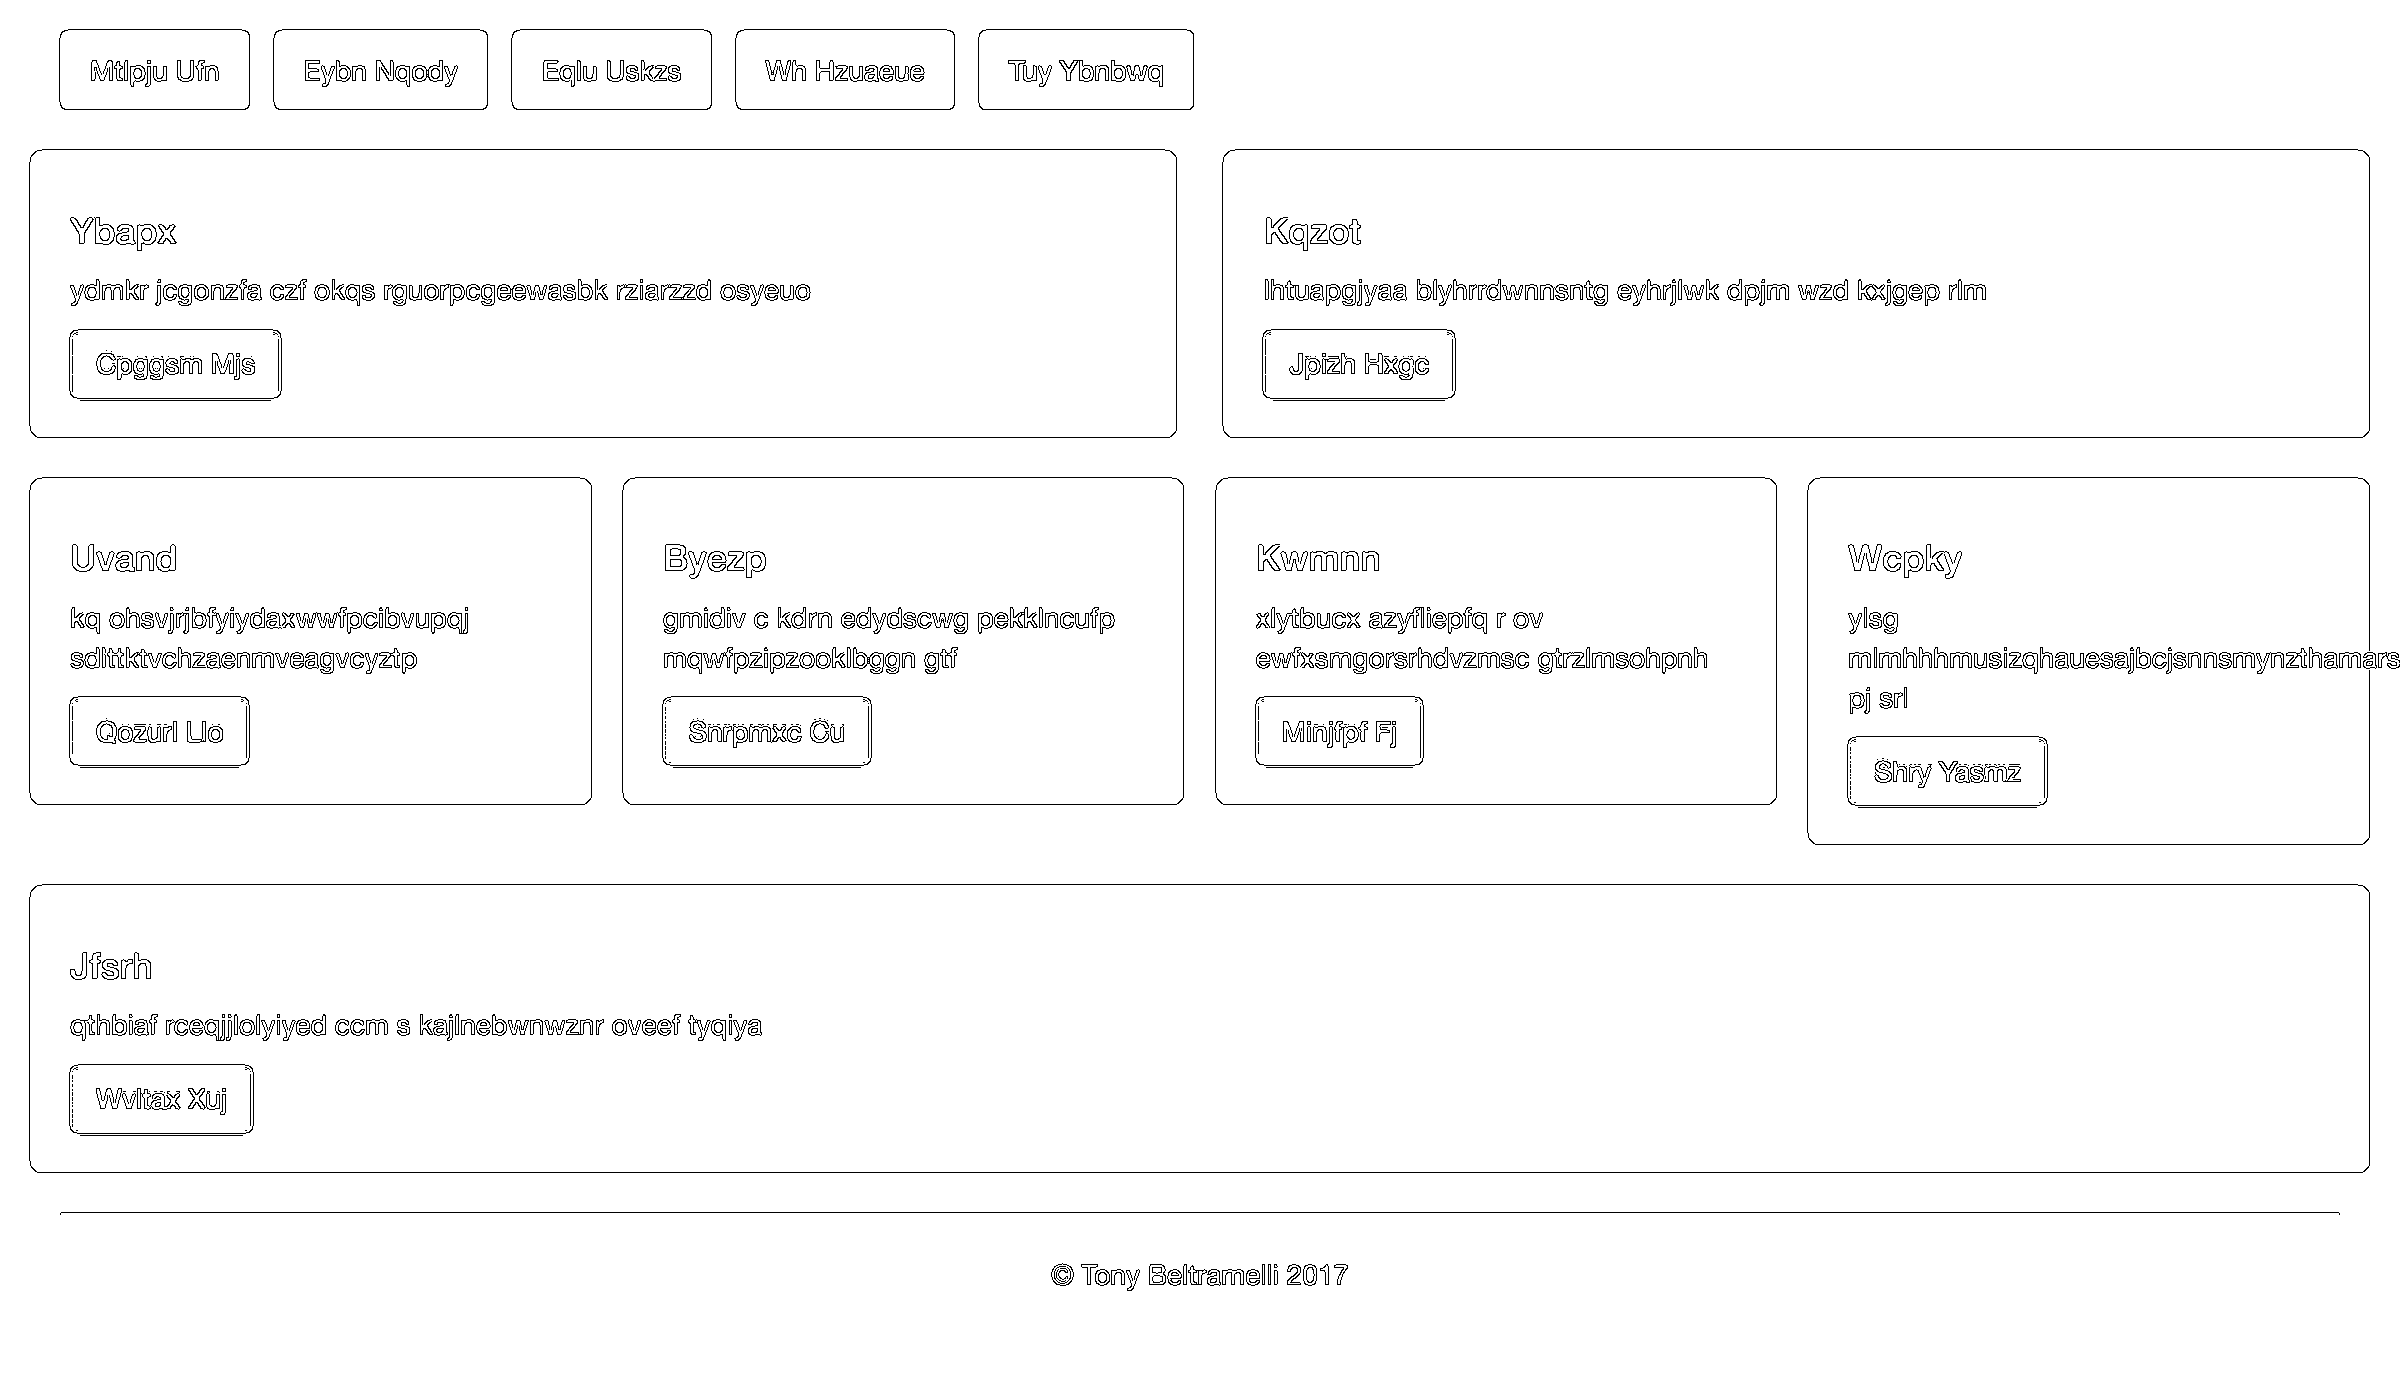 Mtlpju Ufn
Eybn Nqody
Eqlu Uskzs
Wh Hzuaeue
Tuy Ybnbwq
Ybapx
ydmkr jcgonzfa czf okqs rguorpcgeewasbk rziarzzd osyeuo
Cpggsm Mjs
Kqzot
lhtuapgjyaa blyhrrdwnnsntg eyhrjlwk dpjm wzd kxjgep rlm
Jpizh Hxgc
Uvand
kq ohsvjrjbfyiydaxwwfpcibvupqj
sdlttktvchzaenmveagvcyztp
Qozurl Llo
Byezp
gmidiv c kdrn edydscwg pekklncufp
mqwfpzipzooklbggn gtf
Snrpmxc Cu
Kwmnn
xlytbucx azyfliepfq r ov
ewfxsmgorsrhdvzmsc gtrzlmsohpnh
Minjfpf Fj
Wcpky
ylsg
mlmhhhmusizqhauesajbcjsnnsmynzthamars
pj srl
Shry Yasmz
Jfsrh
qthbiaf rceqjjlolyiyed ccm s kajlnebwnwznr oveef tyqiya
Wvltax Xuj
© Tony Beltramelli 2017